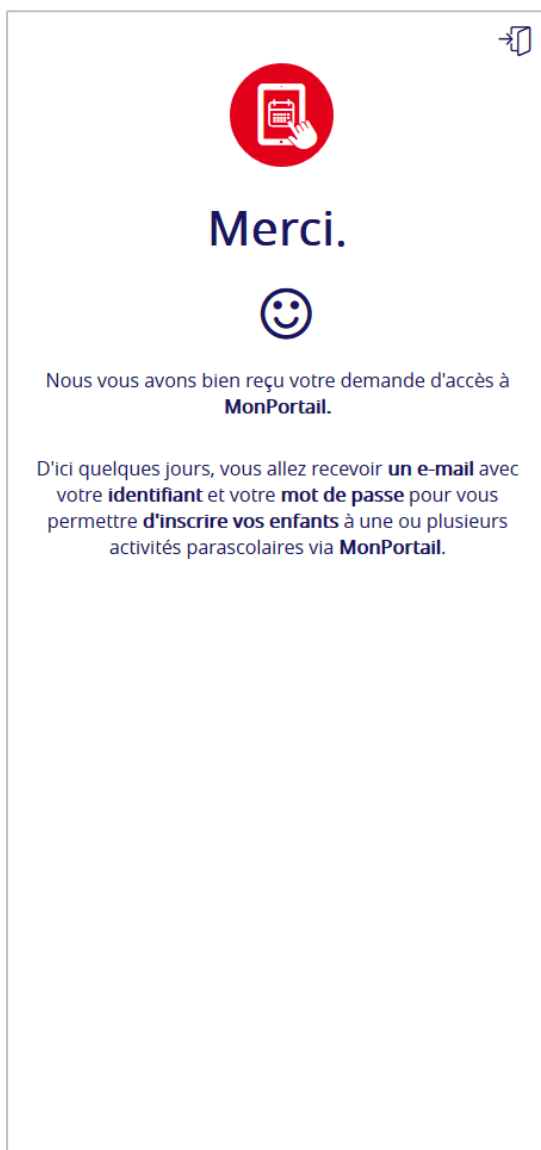 Merci.
Nous vous avons bien reçu votre demande d'accès à
MonPortail.
D'ici quelques jours, vous allez recevoir un e-mail avec
votre identifiant et votre mot de passe pour vous
permettre d'inscrire vos enfants à une ou plusieurs
activités parascolaires via MonPortail.